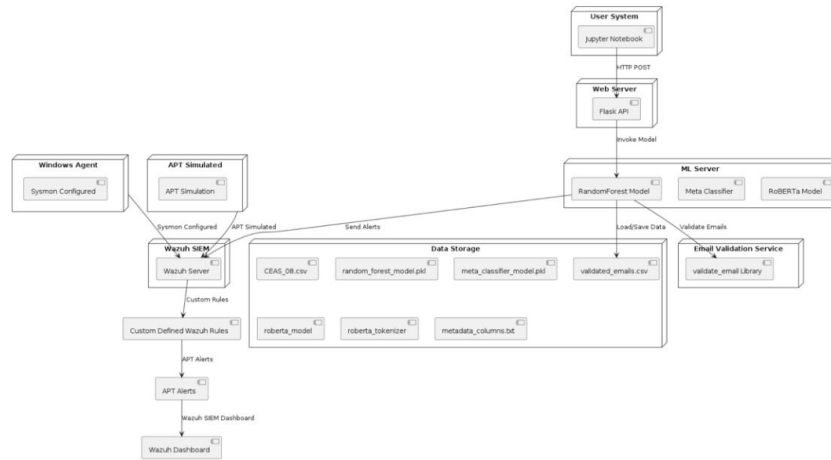 User System
Jupyter Notebook
HTTP POST
Web Server
Flask API
Invoke Model
Windows Agent
Sysmon Configured
APT Simulated
APT Simulation
ML Server
RandomForest Model
Meta Classifier
RoBERTa Model
Sysmon Configured
APT Simulated
Send Alerts
Load/Save Data
Validate Emails
Wazuh SIEM
Wazuh Server
Data Storage
CEAS_08.csv
random_forest_model.pkl
meta_classifier_model.pkl
validated_emails.csv
Email Validation Service
validate_email Library
Custom Rules
Custom Defined Wazuh Rules
roberta_model
roberta_tokenizer
metadata_columns.txt
APT Alerts
APT Alerts
Wazuh SIEM Dashboard
Wazuh Dashboard